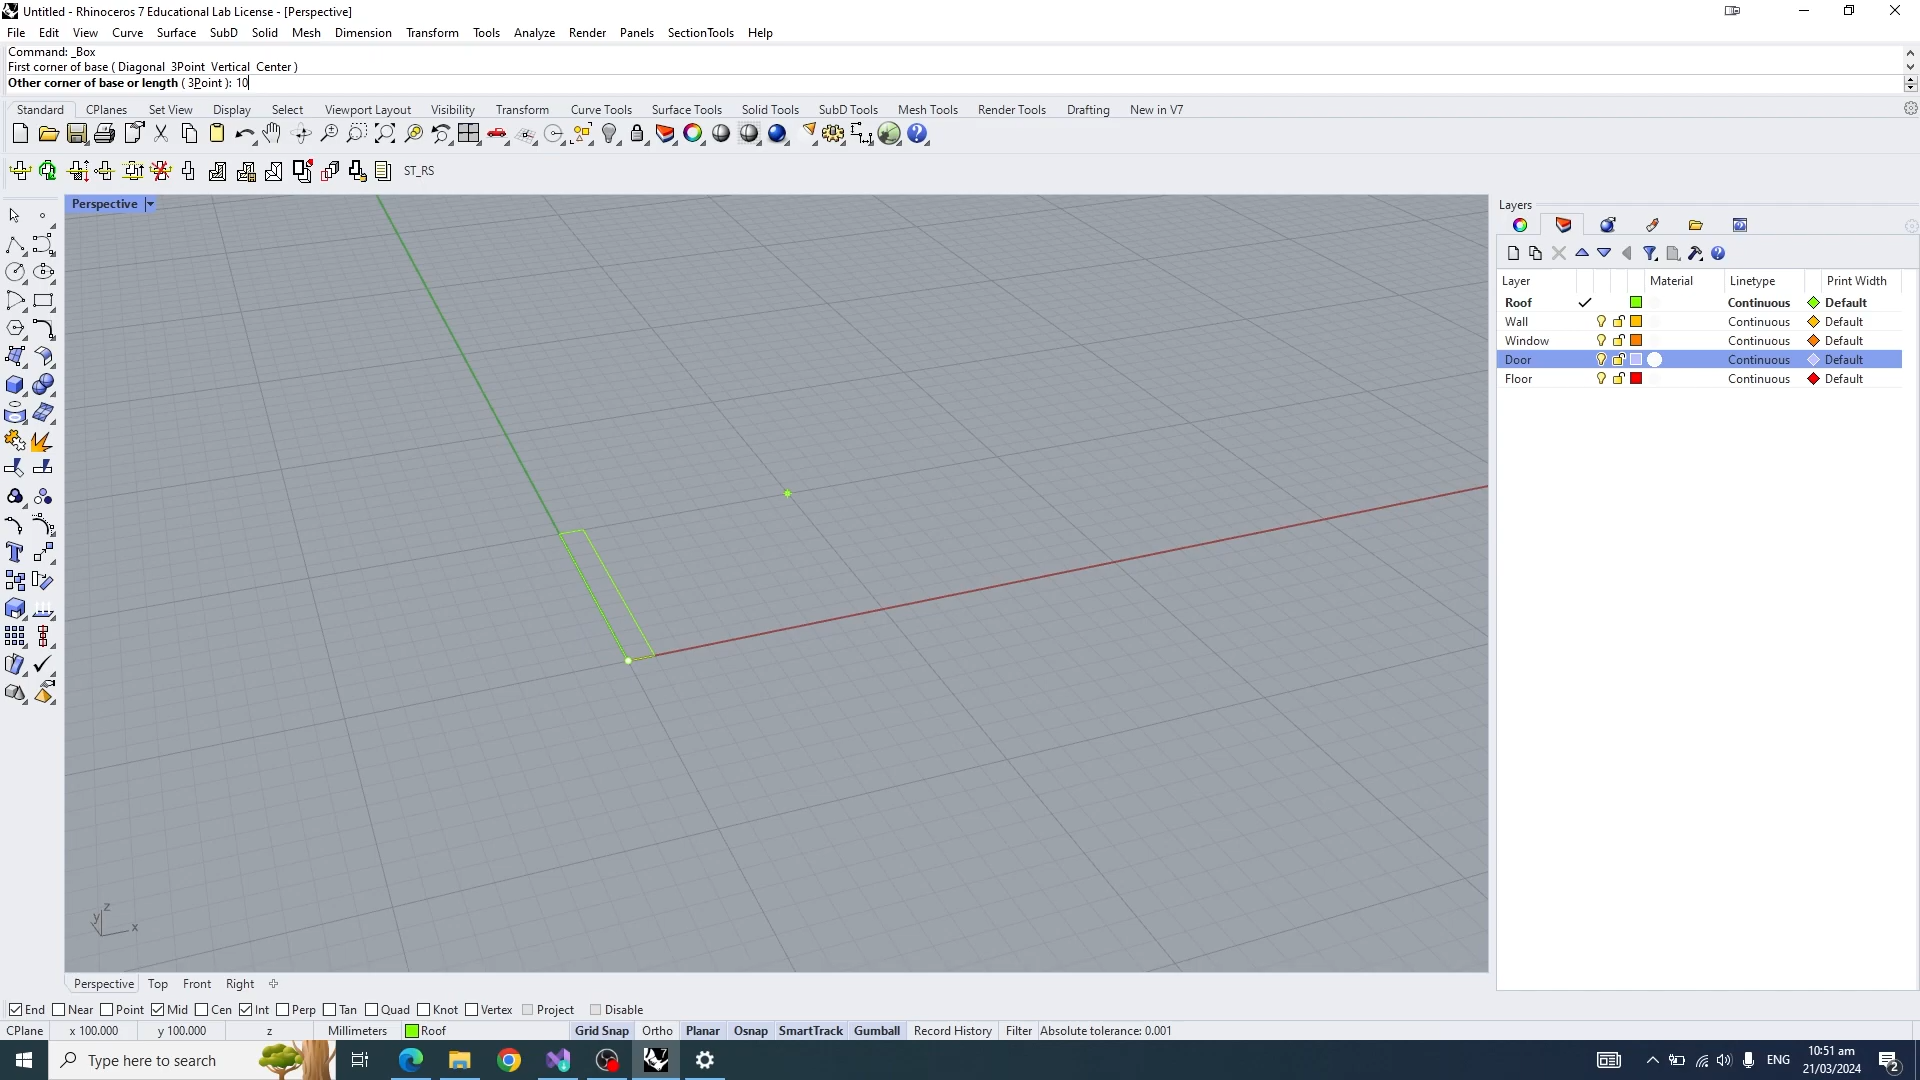 Untitled - Rhinoceros 7 Educational Lab License - [Perspective]
File Edit View Curve Surface SubD Solid Mesh Dimension Transform Tools Analyze Render Panels SectionTools Help
Command: _Box
First corner of base ( Diagonal 3Point Vertical Center )
Other corner of base or length ( 3Point ): 10
Standard CPlanes Set View Display Select Viewport Layout Visibility Transform Curve Tools Surface Tools Solid Tools SubD Tools Mesh Tools Render Tools Drafting New in V7
ST_RS
Perspective
Layers
Layer Material Linetype Print Width
Roof Continuous Default
Wall Continuous Default
Window Continuous Default
Door Continuous Default
Floor Continuous Default
z
y
x
Perspective Top Front Right
End Near Point Mid Cen Int Perp Tan Quad Knot Vertex Project Disable
CPlane x 100.000 y 100.000 z Millimeters Roof Grid Snap Ortho Planar Osnap SmartTrack Gumball Record History Filter Absolute tolerance: 0.001
Type here to search
ENG
10:51 am
21/03/2024
2